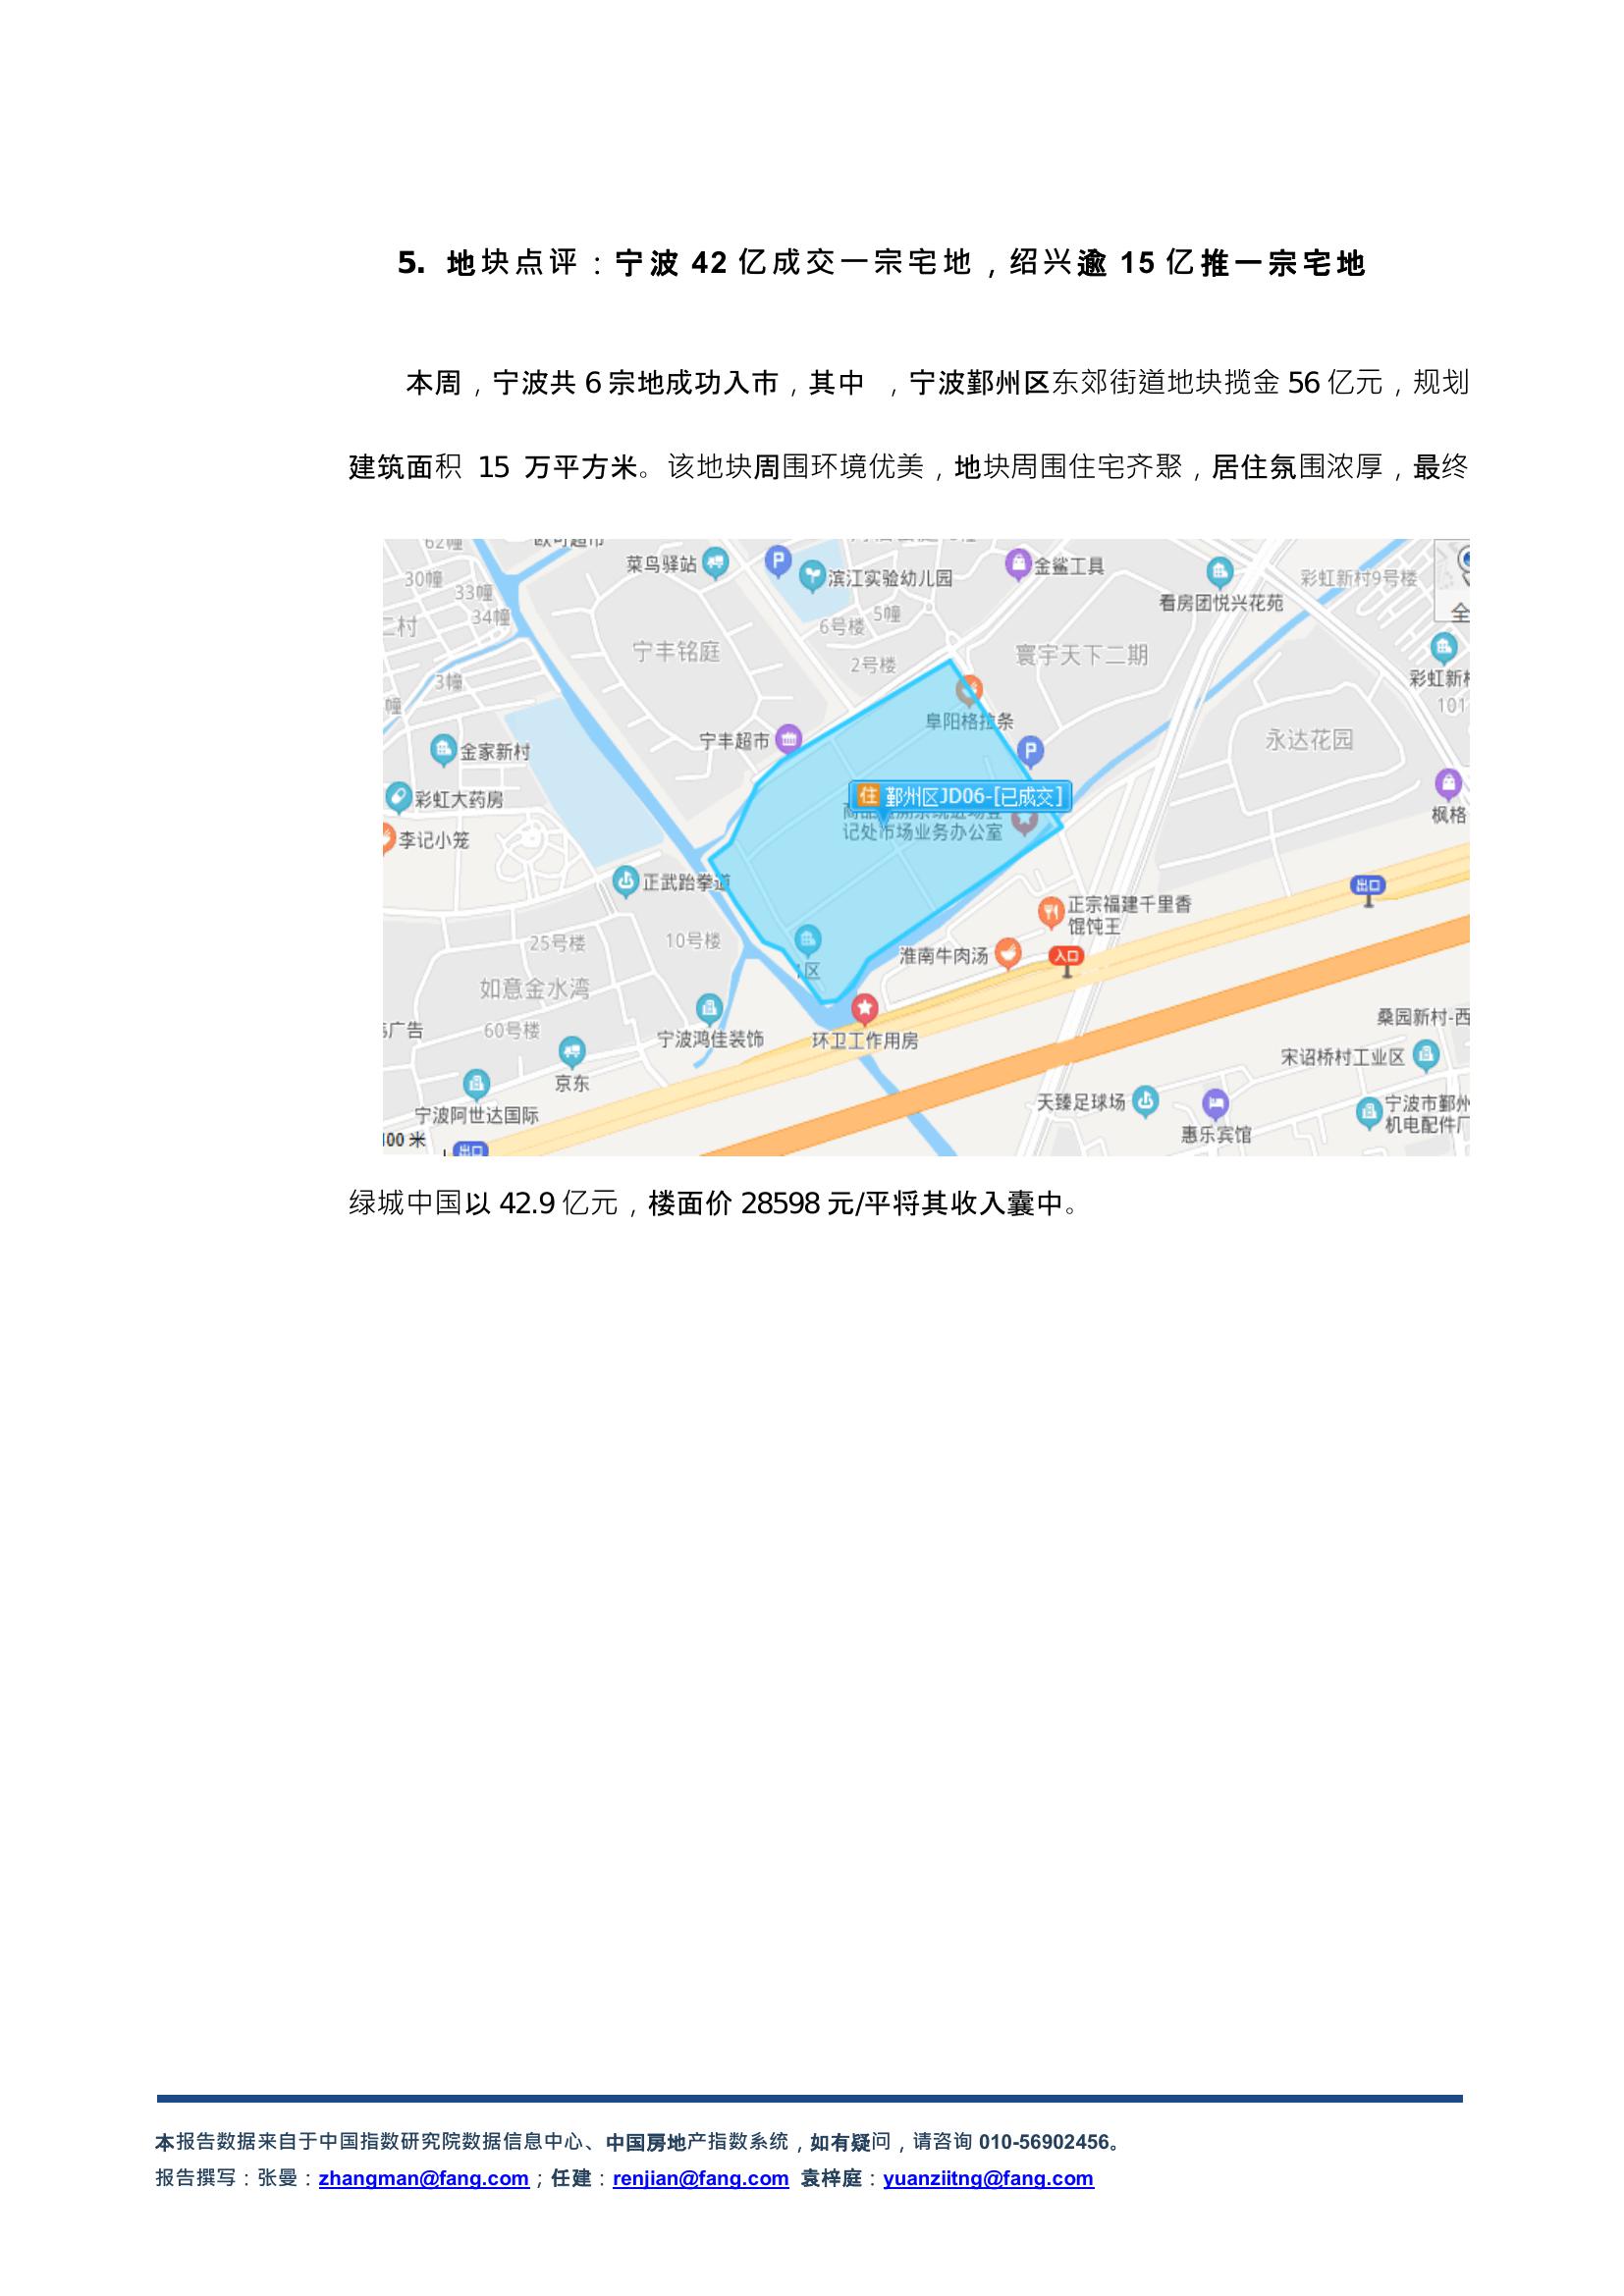 5. 地块点评：宁波 42 亿成交一宗宅地，绍兴逾 15 亿推一宗宅地
本周，宁波共 6 宗地成功入市，其中 ，宁波鄞州区东郊街道地块揽金 56 亿元，规划
建筑面积 15 万平方米。该地块周围环境优美，地块周围住宅齐聚，居住氛围浓厚，最终
62幢
菜鸟驿站
P
滨江实验幼儿园
金鲨工具
看房团悦兴花苑
彩虹新村9号楼
全
30幢
33幢
34幢
二村
5幢
6号楼
2号楼
宁丰铭庭
寰宇天下二期
3幢
幢
彩虹新村
101
阜阳格拉条
宁丰超市
P
永达花园
金家新村
彩虹大药房
李记小笼
住 鄞州区JD06-[已成交]
记处市场业务办公室
枫格
正武跆拳道
出口
正宗福建千里香
馄饨王
25号楼
10号楼
1区
淮南牛肉汤
入口
如意金水湾
60号楼
广告
宁波鸿佳装饰
环卫工作用房
桑园新村-西
宋诏桥村工业区
京东
宁波阿世达国际
天臻足球场
惠乐宾馆
宁波市鄞州
机电配件厂
100 米
出口
绿城中国以 42.9 亿元，楼面价 28598 元/平将其收入囊中。
本报告数据来自于中国指数研究院数据信息中心、中国房地产指数系统，如有疑问，请咨询 010-56902456。
报告撰写：张曼：zhangman@fang.com；任建：renjian@fang.com 袁梓庭：yuanziitng@fang.com